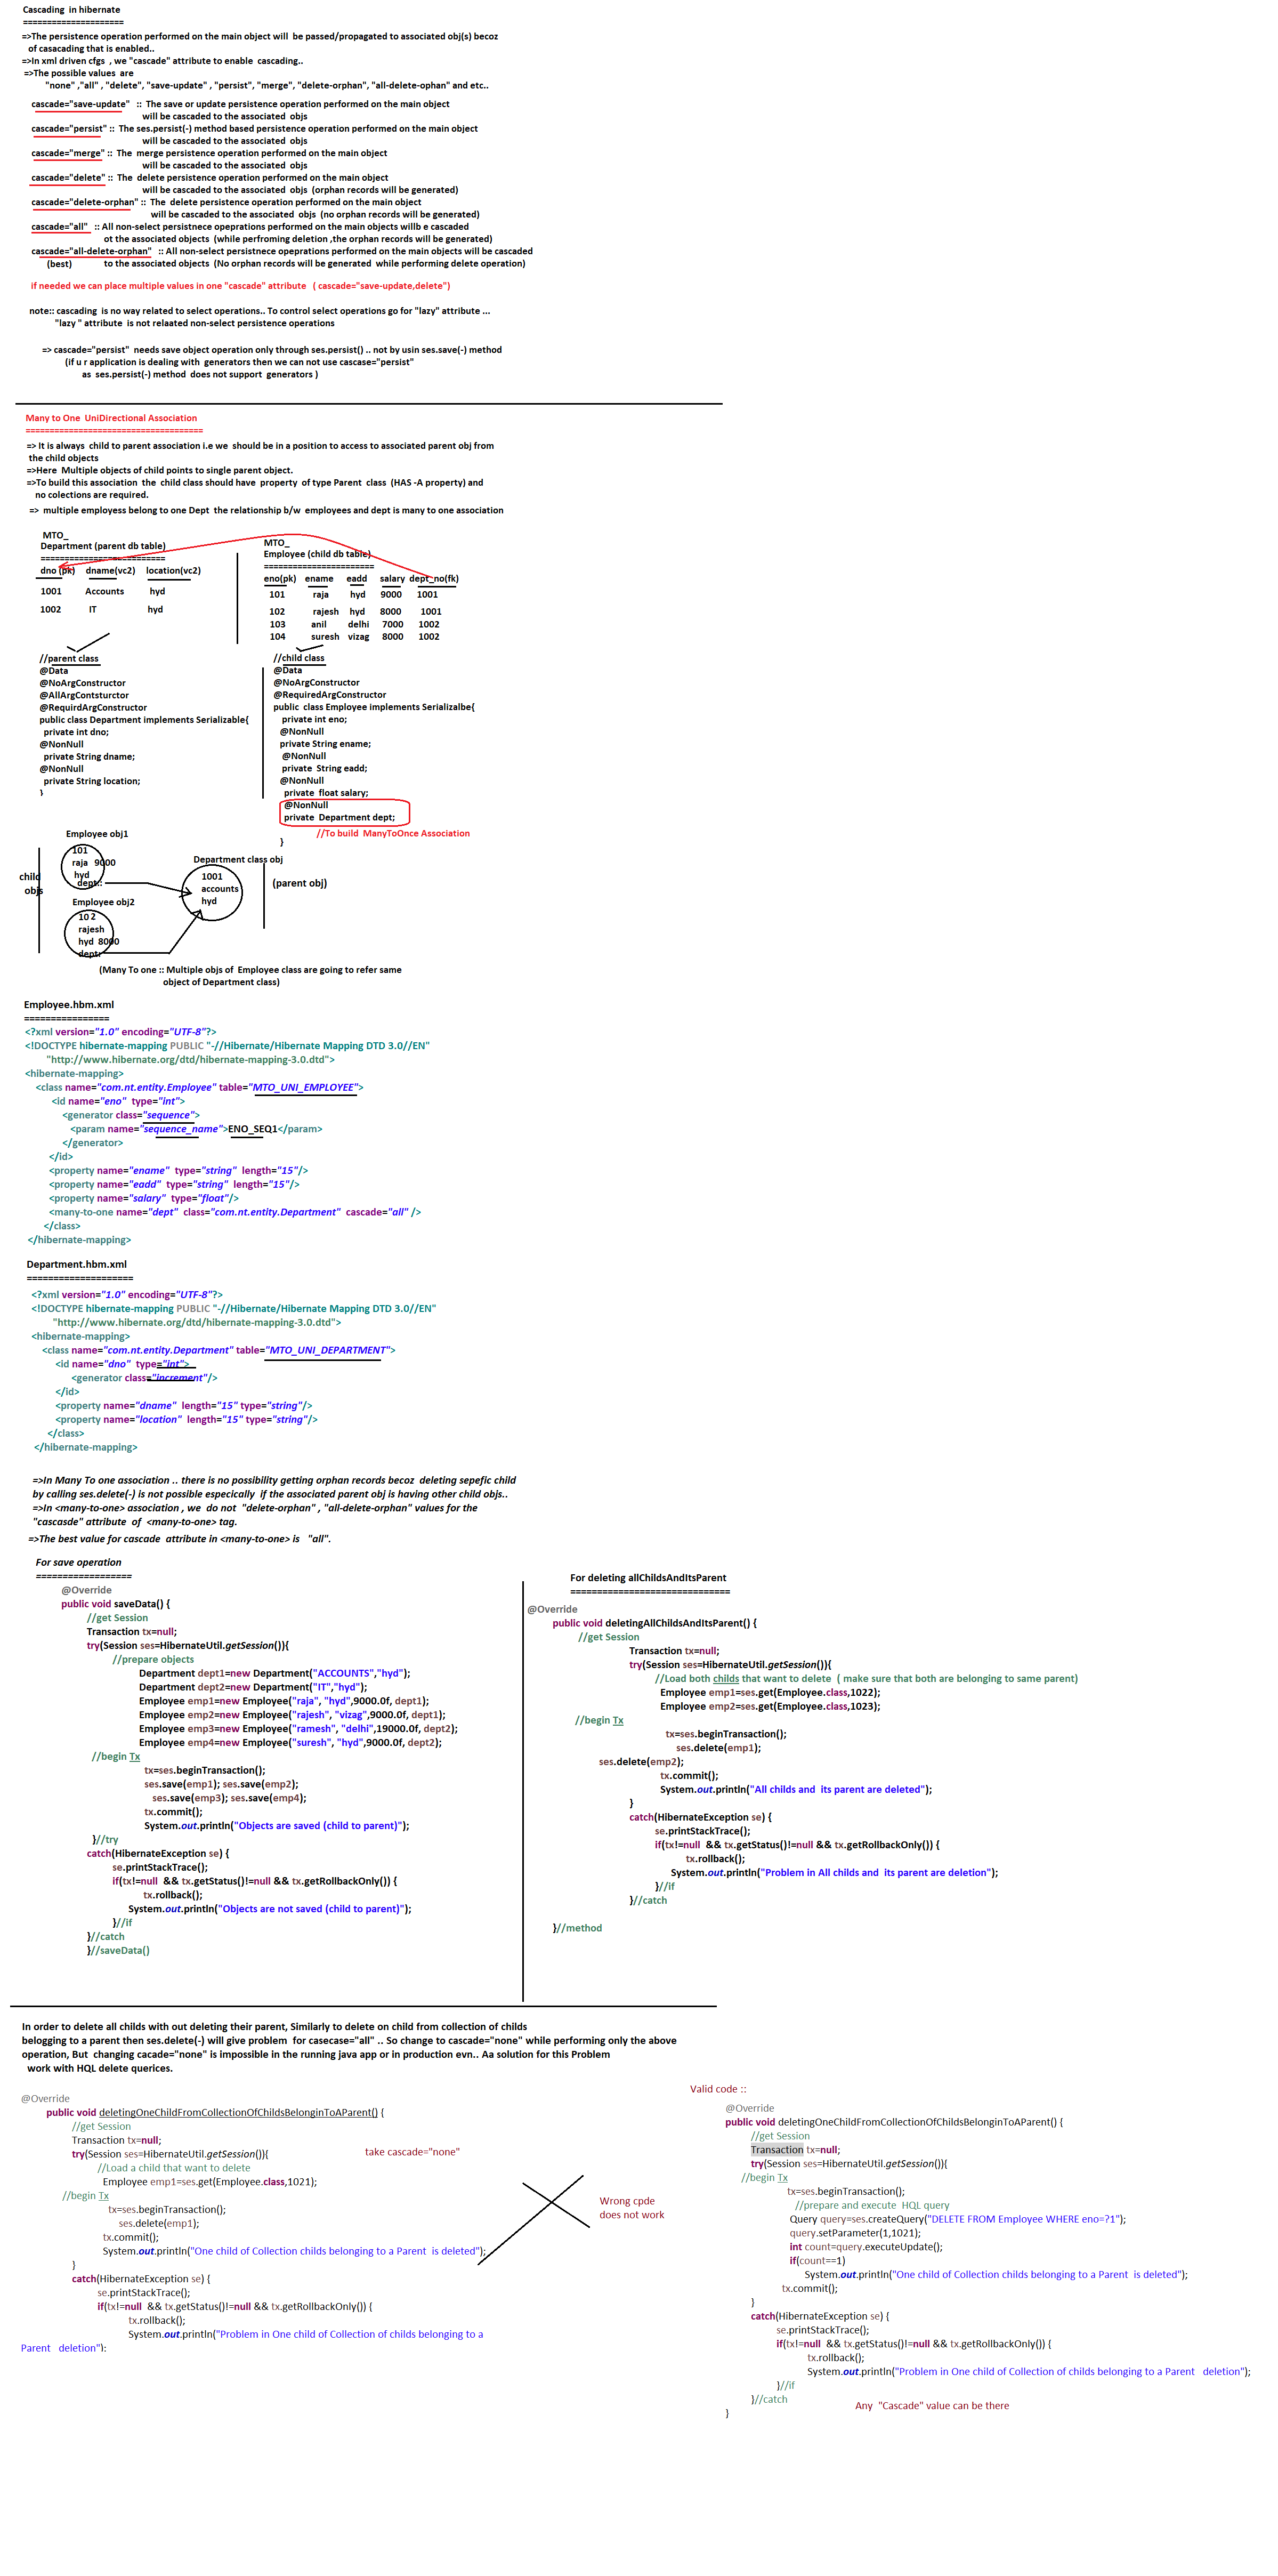 Cascading  in hibernate
=====================
=>The persistence operation performed on the main object will  be passed/propagated to associated obj(s) becoz
of casacading that is enabled..
=>In xml driven cfgs  , we "cascade" attribute to enable  cascading..
=>The possible values  are
"none" ,"all" , "delete", "save-update" , "persist", "merge", "delete-orphan", "all-delete-ophan" and etc..
cascade="save-update"   ::  The save or update persistence operation performed on the main object
will be cascaded to the associated  objs
cascade="persist" ::  The ses.persist(-) method based persistence operation performed on the main object
will be cascaded to the associated  objs
cascade="merge" ::  The  merge persistence operation performed on the main object
will be cascaded to the associated  objs
cascade="delete" ::  The  delete persistence operation performed on the main object
will be cascaded to the associated  objs  (orphan records will be generated)
cascade="delete-orphan" ::  The  delete persistence operation performed on the main object
will be cascaded to the associated  objs  (no orphan records will be generated)
cascade="all"   :: All non-select persistnece opeprations performed on the main objects willb e cascaded
ot the associated objects  (while perfroming deletion ,the orphan records will be generated)
cascade="all-delete-orphan"   :: All non-select persistnece opeprations performed on the main objects will be cascaded
(best)   to the associated objects  (No orphan records will be generated  while performing delete operation)
if needed we can place multiple values in one "cascade" attribute   ( cascade="save-update,delete")
note:: cascading  is no way related to select operations.. To control select operations go for "lazy" attribute ...
"lazy " attribute  is not relaated non-select persistence operations
=> cascade="persist"  needs save object operation only through ses.persist() .. not by usin ses.save(-) method
(if u r application is dealing with  generators then we can not use cascase="persist"
as  ses.persist(-) method  does not support  generators )
Many to One  UniDirectional Association
=====================================
=> It is always  child to parent association i.e we  should be in a position to access to associated parent obj from
the child objects
=>Here  Multiple objects of child points to single parent object.
=>To build this association  the  child class should have  property  of type Parent  class  (HAS -A property) and
no colections are required.
=>  multiple employess belong to one Dept  the relationship b/w  employees and dept is many to one association
MTO_
Department (parent db table)
==========================
dno (pk)   dname(vc2)   location(vc2)
1001   Accounts   hyd
1002   IT   hyd
MTO_
Employee (child db table)
=======================
eno(pk)   ename   eadd   salary  dept_no(fk)
101   raja   hyd   9000   1001
102   rajesh   hyd   8000   1001
103   anil   delhi   7000   1002
104   suresh   vizag   8000   1002
//parent class
@Data
@NoArgConstructor
@AllArgContsturctor
@RequirdArgConstructor
public class Department implements Serializable{
private int dno;
@NonNull
private String dname;
@NonNull
private String location;
}
//child class
@Data
@NoArgConstructor
@RequiredArgConstructor
public  class Employee implements Serializalbe{
private int eno;
@NonNull
private String ename;
@NonNull
private  String eadd;
@NonNull
private  float salary;
@NonNull
private  Department dept;
//To build  ManyToOnce Association
}
Employee obj1
101
raja   9000
hyd
dept::
child
objs
Employee obj2
10 2
rajesh
hyd  8000
dept:
Department class obj
1001
accounts
hyd
(parent obj)
(Many To one :: Multiple objs of  Employee class are going to refer same
object of Department class)
Employee.hbm.xml
================
<?xml version="1.0" encoding="UTF-8"?>
<!DOCTYPE hibernate-mapping PUBLIC "-//Hibernate/Hibernate Mapping DTD 3.0//EN"
"http://www.hibernate.org/dtd/hibernate-mapping-3.0.dtd">
<hibernate-mapping>
<class name="com.nt.entity.Employee" table="MTO_UNI_EMPLOYEE">
<id name="eno"  type="int">
<generator class="sequence">
<param name="sequence_name">ENO_SEQ1</param>
</generator>
</id>
<property name="ename"  type="string"  length="15"/>
<property name="eadd"  type="string"  length="15"/>
<property name="salary"  type="float"/>
<many-to-one name="dept"  class="com.nt.entity.Department"  cascade="all" />
</class>
</hibernate-mapping>
Department.hbm.xml
====================
<?xml version="1.0" encoding="UTF-8"?>
<!DOCTYPE hibernate-mapping PUBLIC "-//Hibernate/Hibernate Mapping DTD 3.0//EN"
"http://www.hibernate.org/dtd/hibernate-mapping-3.0.dtd">
<hibernate-mapping>
<class name="com.nt.entity.Department" table="MTO_UNI_DEPARTMENT">
<id name="dno"  type="int">
<generator class="increment"/>
</id>
<property name="dname"  length="15" type="string"/>
<property name="location"  length="15" type="string"/>
</class>
</hibernate-mapping>
=>In Many To one association .. there is no possibility getting orphan records becoz  deleting sepefic child
by calling ses.delete(-) is not possible especically  if the associated parent obj is having other child objs..
=>In <many-to-one> association , we  do not  "delete-orphan" , "all-delete-orphan" values for the
"cascasde" attribute  of  <many-to-one> tag.
=>The best value for cascade  attribute in <many-to-one> is   "all".
For save operation
==================
@Override
public void saveData() {
//get Session
Transaction tx=null;
try(Session ses=HibernateUtil.getSession()){
//prepare objects
Department dept1=new Department("ACCOUNTS","hyd");
Department dept2=new Department("IT","hyd");
Employee emp1=new Employee("raja", "hyd",9000.0f, dept1);
Employee emp2=new Employee("rajesh", "vizag",9000.0f, dept1);
Employee emp3=new Employee("ramesh", "delhi",19000.0f, dept2);
Employee emp4=new Employee("suresh", "hyd",9000.0f, dept2);
//begin Tx
tx=ses.beginTransaction();
ses.save(emp1); ses.save(emp2);
ses.save(emp3); ses.save(emp4);
tx.commit();
System.out.println("Objects are saved (child to parent)");
}//try
catch(HibernateException se) {
se.printStackTrace();
if(tx!=null  && tx.getStatus()!=null && tx.getRollbackOnly()) {
tx.rollback();
System.out.println("Objects are not saved (child to parent)");
}//if
}//catch
}//saveData()
For deleting allChildsAndItsParent
==============================
@Override
public void deletingAllChildsAndItsParent() {
//get Session
Transaction tx=null;
try(Session ses=HibernateUtil.getSession()){
//Load both childs that want to delete  ( make sure that both are belonging to same parent)
Employee emp1=ses.get(Employee.class,1022);
Employee emp2=ses.get(Employee.class,1023);
//begin Tx
tx=ses.beginTransaction();
ses.delete(emp1);
ses.delete(emp2);
tx.commit();
System.out.println("All childs and  its parent are deleted");
}
catch(HibernateException se) {
se.printStackTrace();
if(tx!=null  && tx.getStatus()!=null && tx.getRollbackOnly()) {
tx.rollback();
System.out.println("Problem in All childs and  its parent are deletion");
}//if
}//catch
}//method
In order to delete all childs with out deleting their parent, Similarly to delete on child from collection of childs
belogging to a parent then ses.delete(-) will give problem  for casecase="all" .. So change to cascade="none" while performing only the above
operation, But  changing cacade="none" is impossible in the running java app or in production evn.. Aa solution for this Problem
work with HQL delete querices.
@Override
public void deletingOneChildFromCollectionOfChildsBelonginToAParent() {
//get Session
Transaction tx=null;
try(Session ses=HibernateUtil.getSession()){
take cascade="none"
//Load a child that want to delete
Employee emp1=ses.get(Employee.class,1021);
//begin Tx
tx=ses.beginTransaction();
ses.delete(emp1);
tx.commit();
System.out.println("One child of Collection childs belonging to a Parent  is deleted");
}
catch(HibernateException se) {
se.printStackTrace();
if(tx!=null  && tx.getStatus()!=null && tx.getRollbackOnly()) {
tx.rollback();
System.out.println("Problem in One child of Collection of childs belonging to a
Parent   deletion");
Wrong cpde
does not work
Valid code ::
@Override
public void deletingOneChildFromCollectionOfChildsBelonginToAParent() {
//get Session
Transaction tx=null;
try(Session ses=HibernateUtil.getSession()){
//begin Tx
tx=ses.beginTransaction();
//prepare and execute  HQL query
Query query=ses.createQuery("DELETE FROM Employee WHERE eno=?1");
query.setParameter(1,1021);
int count=query.executeUpdate();
if(count==1)
System.out.println("One child of Collection childs belonging to a Parent  is deleted");
tx.commit();
}
catch(HibernateException se) {
se.printStackTrace();
if(tx!=null  && tx.getStatus()!=null && tx.getRollbackOnly()) {
tx.rollback();
System.out.println("Problem in One child of Collection of childs belonging to a Parent   deletion");
}//if
}//catch
Any  "Cascade" value can be there
}